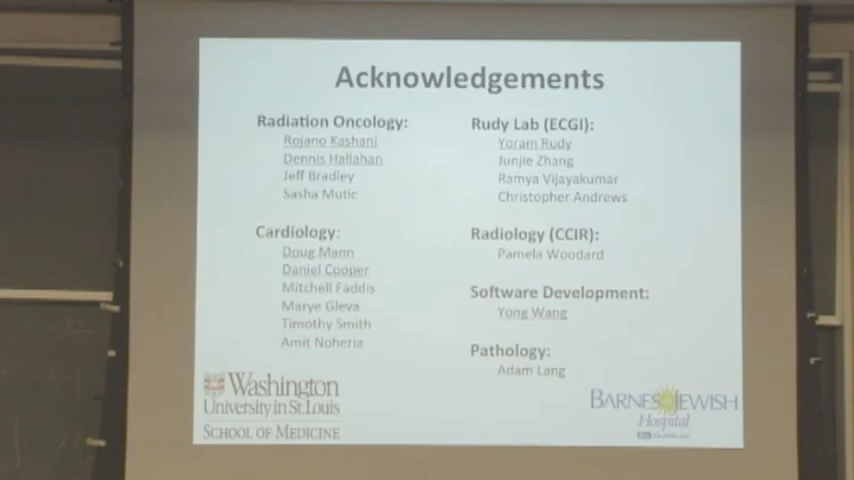 Acknowledgements
Radiation Oncology:
Rojano Kashani
Dennis Hallahan
Jeff Bradley
Sasha Mutic
Cardiology:
Doug Mann
Daniel Cooper
Mitchell Faddis
Marye Gleva
Timothy Smith
Amit Noheria
Rudy Lab (ECGI):
Yoram Rudy
Junjie Zhang
Ramya Vijayakumar
Christopher Andrews
Radiology (CCIR):
Pamela Woodard
Software Development:
Yong Wang
Pathology:
Adam Lang
Washington
University in St. Louis
SCHOOL OF MEDICINE
BARNES JEWISH
Hospital
BJC HealthCare